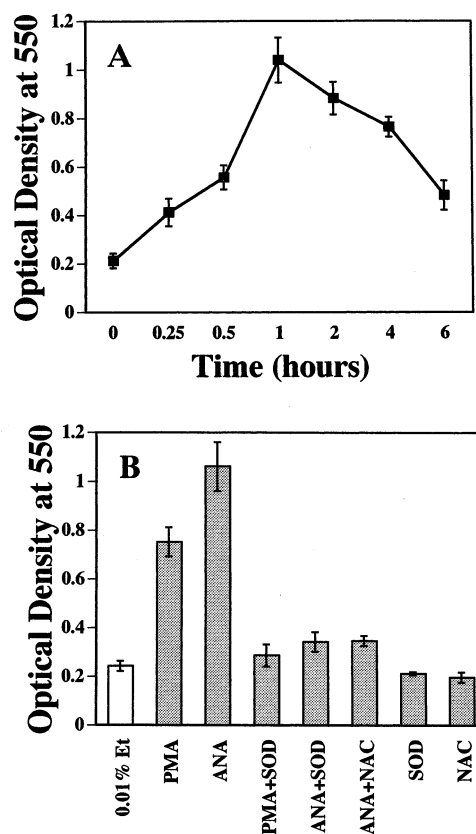 A
Optical Density at 550
1.2
1
0.8
0.6
0.4
0.2
0
0 0.25 0.5 1 2 4 6
Time (hours)
B
Optical Density at 550
1.2
1
0.8
0.6
0.4
0.2
0
0.01% Et
PMA
ANA
PMA+SOD
ANA+SOD
ANA+NAC
SOD
NAC